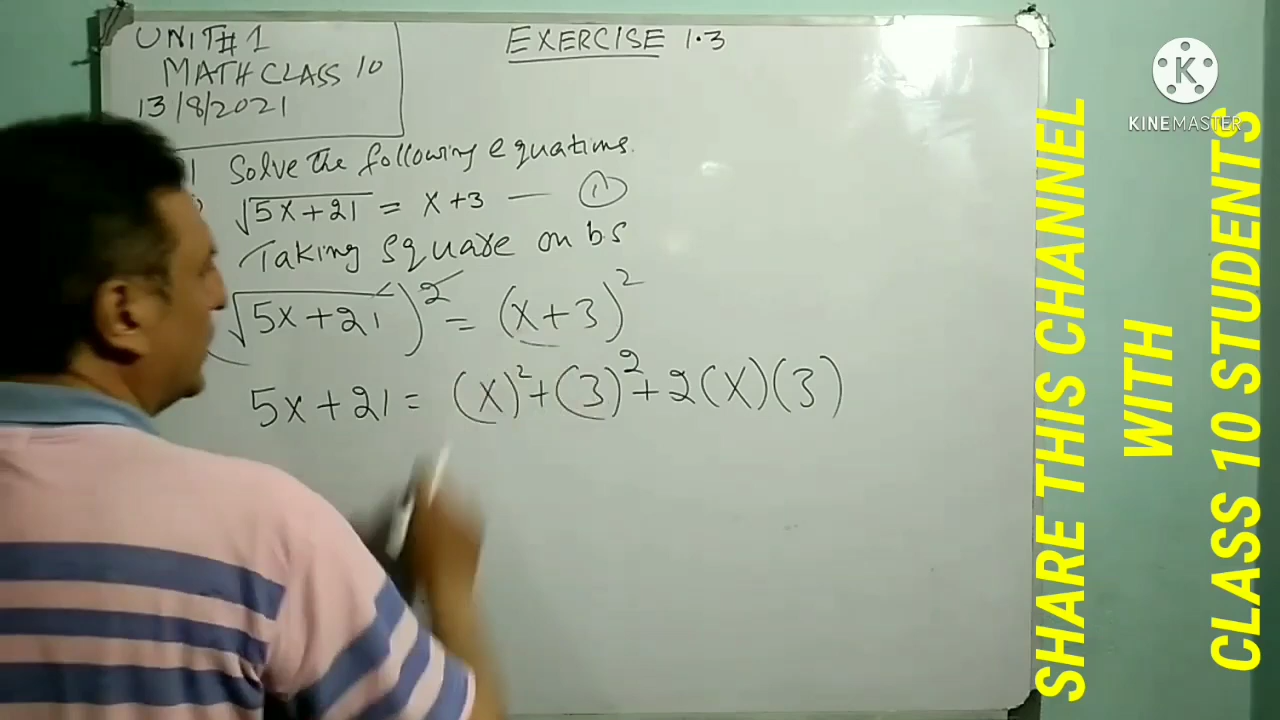 UNIT# 1
MATH CLASS 10
13/8/2021
EXERCISE 1.3
1 Solve the following equations.
√5x+21 = x+3 — (1)
Taking square on b.s
√5x+21)² = (x+3)²
5x+21 = (x)²+(3)²+2(x)(3)
KINEMASTER
SHARE THIS CHANNEL
WITH
CLASS 10 STUDENTS